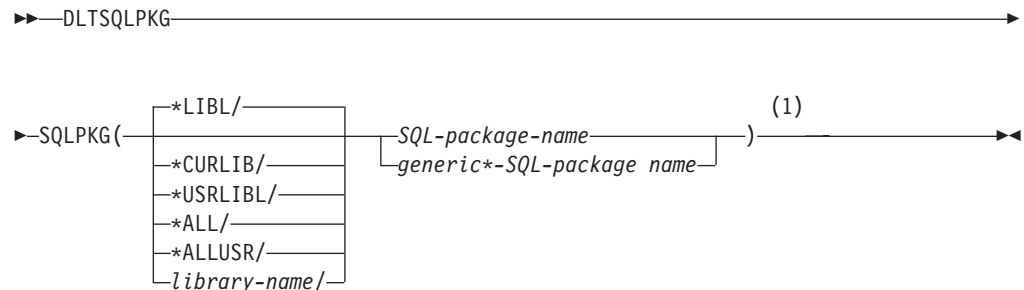 DLTSQLPKG
*LIBL/
(1)
SQLPKG(
SQL-package-name
)
*CURLIB/
generic*-SQL-package name
*USRLIBL/
*ALL/
*ALLUSR/
library-name/